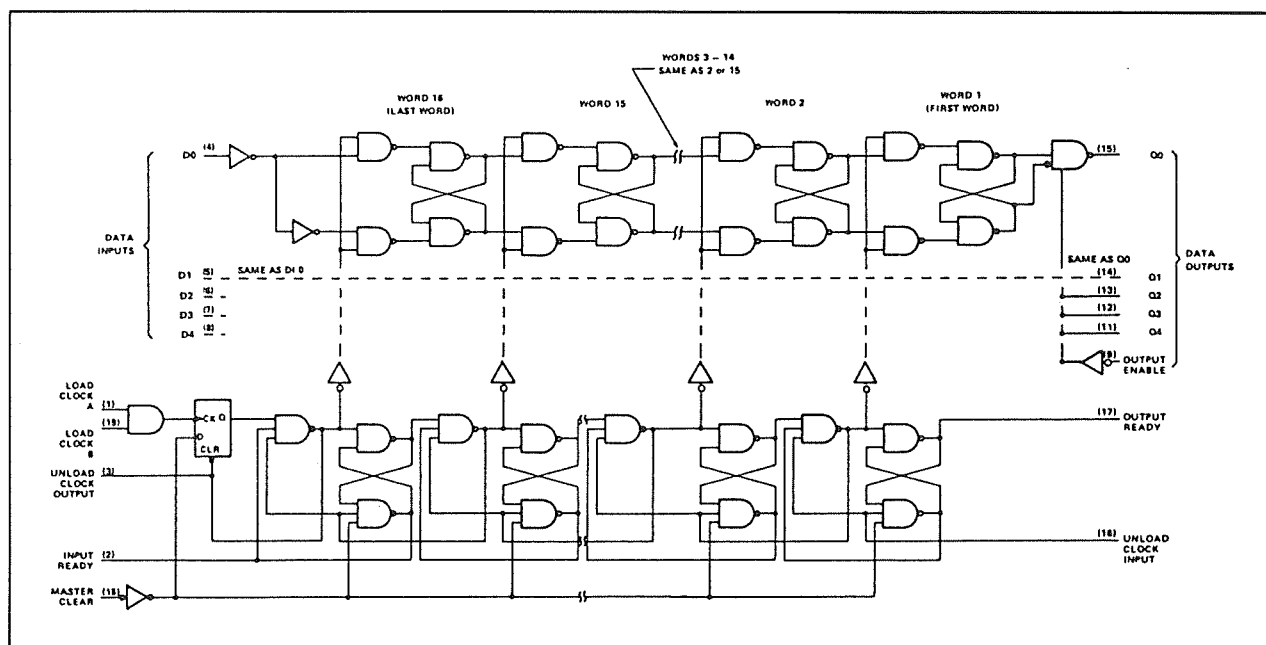 WORDS 3 – 14
SAME AS 2 or 15
WORD 16
(LAST WORD)
WORD 15
WORD 2
WORD 1
(FIRST WORD)
D0 (4)
(15) Q0
DATA
INPUTS
DATA
OUTPUTS
D1 (5) SAME AS DI 0
SAME AS Q0
(14) Q1
D2 (6)
(13) Q2
D3 (7)
(12) Q3
D4 (8)
(11) Q4
(9) OUTPUT
ENABLE
LOAD
CLOCK
A
(1)
(19)
LOAD
CLOCK
B
CK Q
D
CLR
(17) OUTPUT
READY
UNLOAD
CLOCK
OUTPUT
(3)
INPUT
READY
(2)
(16) UNLOAD
CLOCK
INPUT
MASTER
CLEAR
(18)